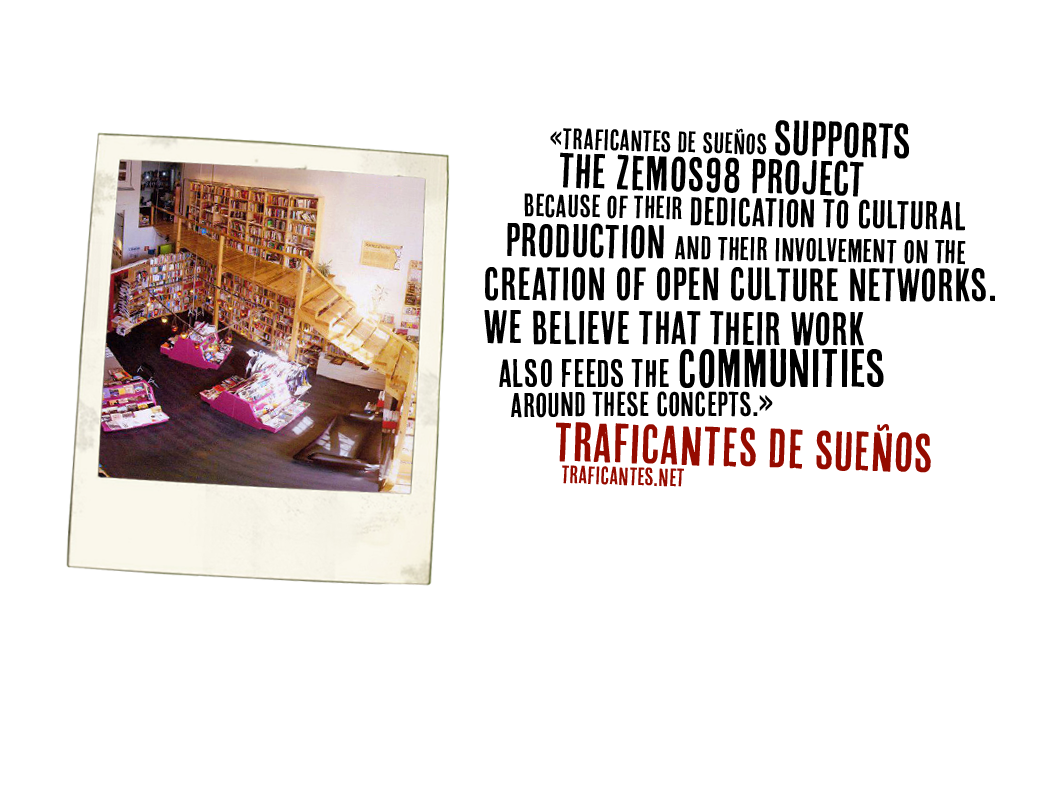 «TRAFICANTES DE SUEÑOS SUPPORTS
THE ZEMOS98 PROJECT
BECAUSE OF THEIR DEDICATION TO CULTURAL
PRODUCTION AND THEIR INVOLVEMENT ON THE
CREATION OF OPEN CULTURE NETWORKS.
WE BELIEVE THAT THEIR WORK
ALSO FEEDS THE COMMUNITIES
AROUND THESE CONCEPTS.»
TRAFICANTES DE SUEÑOS
TRAFICANTES.NET